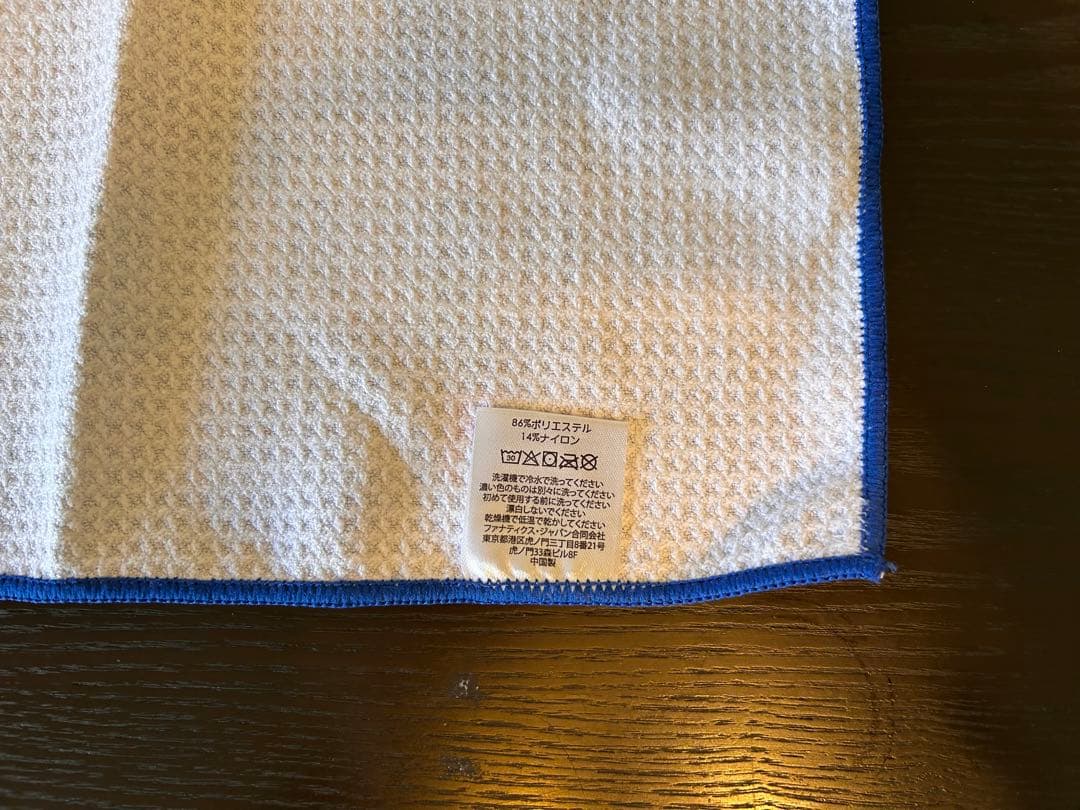 86%ポリエステル
14%ナイロン
30
洗濯機で冷水で洗ってください
濃い色のものは別々に洗ってください
初めて使用する前に洗ってください
漂白しないでください
乾燥機で低温で乾かしてください
ファナティクス・ジャパン合同会社
東京都港区虎ノ門三丁目8番21号
虎ノ門33森ビル8F
中国製